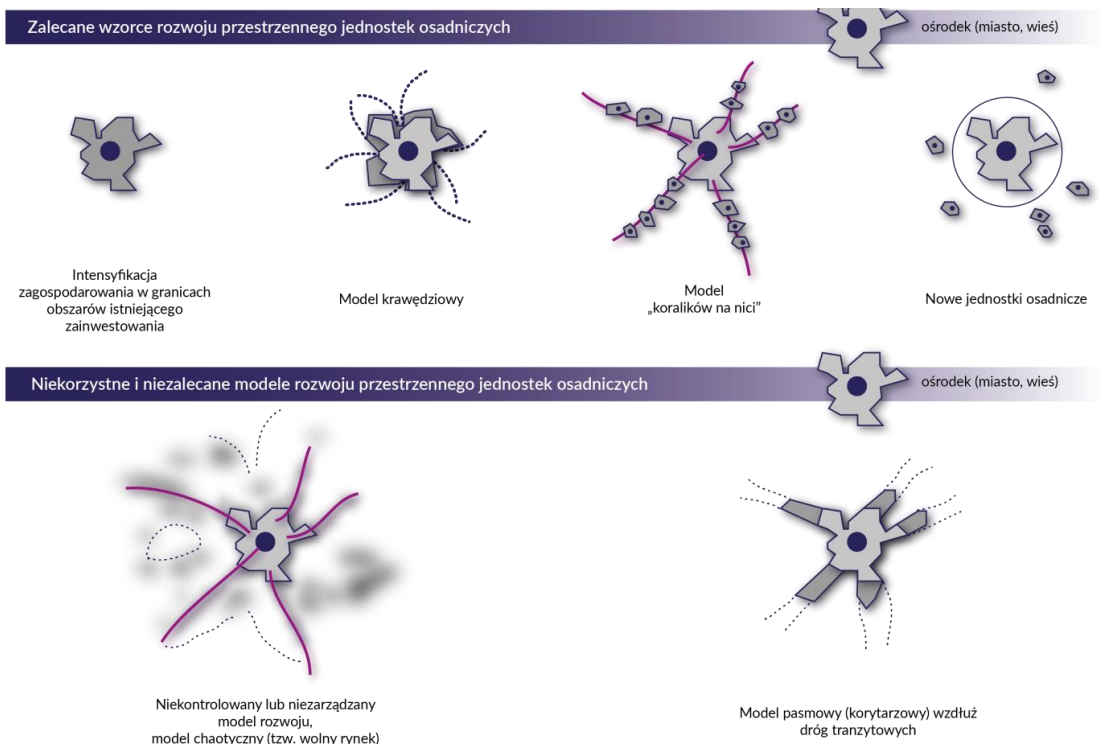 Zalecane wzorce rozwoju przestrzennego jednostek osadniczych
ośrodek (miasto, wieś)
Intensyfikacja
zagospodarowania w granicach
obszarów istniejącego
zainwestowania
Model krawędziowy
Model
„koralików na nici”
Nowe jednostki osadnicze
Niekorzystne i niezalecane modele rozwoju przestrzennego jednostek osadniczych
ośrodek (miasto, wieś)
Niekontrolowany lub niezarządzany
model rozwoju,
model chaotyczny (tzw. wolny rynek)
Model pasmowy (korytarzowy) wzdłuż
dróg tranzytowych